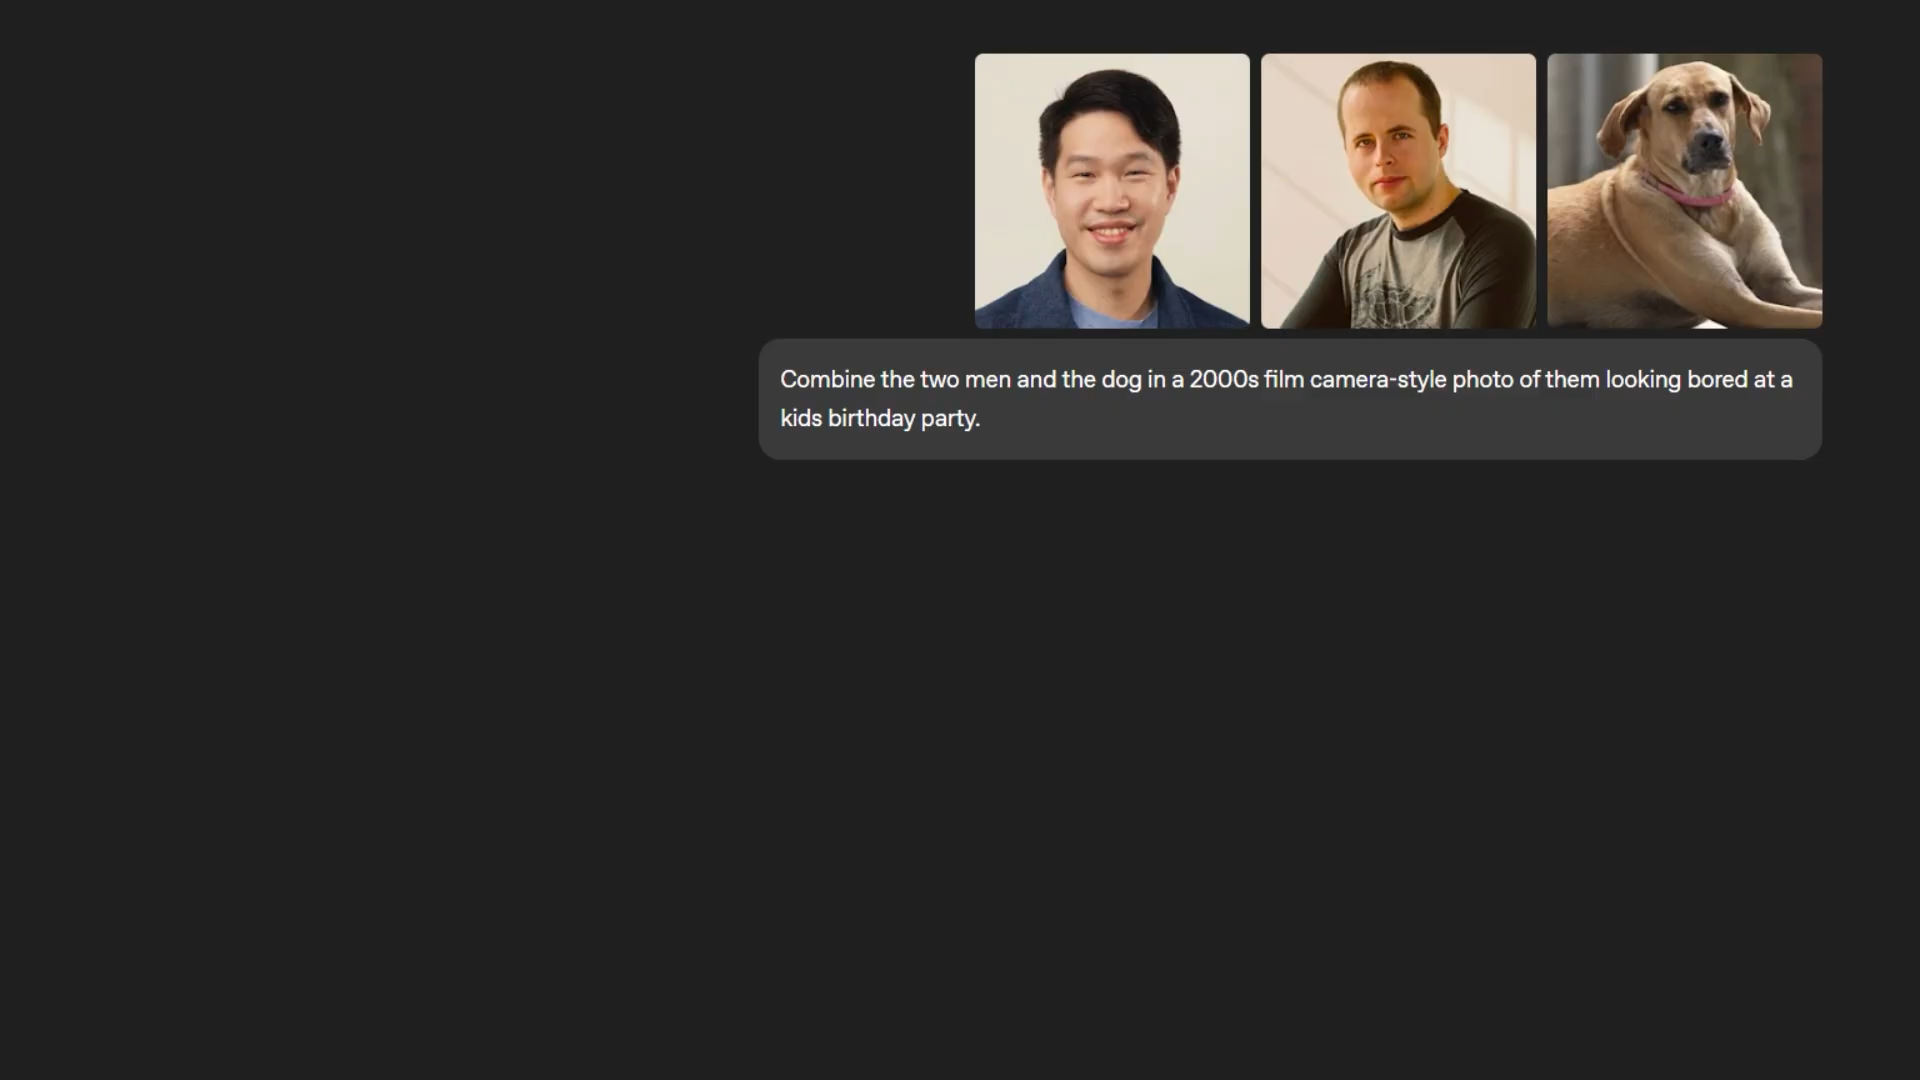 Combine the two men and the dog in a 2000s film camera-style photo of them looking bored at a
kids birthday party.